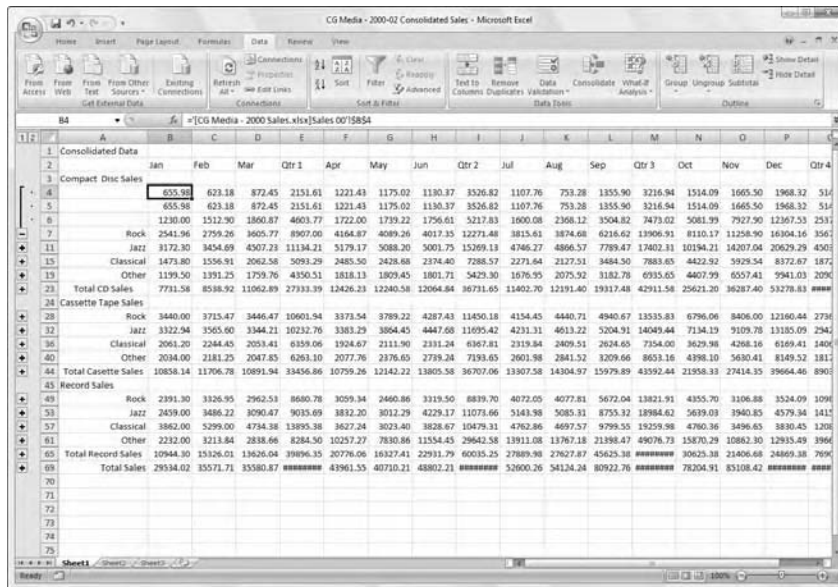 CG Media - 2000-02 Consolidated Sales - Microsoft Excel
Home Insert Page Layout Formulas Data Review View
From Access From Web From Text From Other Sources Existing Connections Refresh All Connections Properties Edit Links Sort Filter Clear Reapply Advanced Text to Columns Remove Duplicates Data Validation Consolidate What-If Analysis Group Ungroup Subtotal Show Detail Hide Detail
Get External Data Connections Sort & Filter Data Tools Outline
B4 fx ='[CG Media - 2000 Sales.xlsx]Sales 00'!$B$4
1 2 A B C D E F G H I J K L M N O P
1 Consolidated Data
2 Jan Feb Mar Qtr 1 Apr May Jun Qtr 2 Jul Aug Sep Qtr 3 Oct Nov Dec Qtr 4
3 Compact Disc Sales
4 655.98 623.18 872.45 2151.61 1221.43 1175.02 1130.37 3526.82 1107.76 753.28 1355.90 3216.94 1514.09 1665.50 1968.32 514
5 655.98 623.18 872.45 2151.61 1221.43 1175.02 1130.37 3526.82 1107.76 753.28 1355.90 3216.94 1514.09 1665.50 1968.32 514
6 1230.00 1512.90 1860.87 4603.77 1722.00 1739.22 1756.61 5217.83 1600.08 2368.12 3504.82 7473.02 5081.99 7927.90 12367.53 2537
7 Rock 2541.96 2759.26 3605.77 8907.00 4164.87 4089.26 4017.35 12271.48 3815.61 3874.68 6216.62 13906.91 8110.17 11258.90 16304.16 3567
11 Jazz 3172.30 3454.69 4507.23 11134.21 5179.17 5088.20 5001.75 15269.13 4746.27 4866.57 7789.47 17402.31 10194.21 14207.04 20629.29 4503
15 Classical 1473.80 1556.91 2062.58 5093.29 2485.50 2428.68 2374.40 7288.57 2271.64 2127.51 3484.50 7883.65 4422.92 5929.54 8372.67 1872
19 Other 1199.50 1391.25 1759.76 4350.51 1818.13 1809.45 1801.71 5429.30 1676.95 2075.92 3182.78 6935.65 4407.99 6557.41 9941.03 2090
23 Total CD Sales 7731.58 8538.92 11062.89 27333.39 12426.23 12240.58 12064.84 36731.65 11402.70 12191.40 19317.48 42911.58 25621.20 36287.40 53278.83 ####
24 Cassette Tape Sales
28 Rock 3440.00 3715.47 3446.47 10601.94 3473.54 3789.22 4287.43 11450.18 4154.45 4440.71 4940.67 13535.83 6796.06 8406.00 12160.44 2736
32 Jazz 3322.94 3565.60 3344.21 10232.76 3383.29 3864.45 4447.68 11695.42 4231.31 4613.22 5204.91 14049.44 7134.19 9109.78 13185.09 2942
36 Classical 2061.20 2244.45 2053.41 6359.06 1924.67 2111.90 2331.24 6367.81 2319.84 2409.51 2624.65 7354.00 3629.98 4268.16 6169.41 1406
40 Other 2034.00 2181.25 2047.85 6263.10 2077.76 2376.65 2739.24 7193.65 2601.98 2841.52 3209.66 8653.16 4398.10 5630.41 8149.52 1817
44 Total Casette Sales 10858.14 11706.78 10891.94 33456.86 10759.26 12142.22 13805.58 36707.06 13307.58 14304.97 15979.89 43592.44 21958.33 27414.35 39664.46 8903
45 Record Sales
49 Rock 2391.30 3326.95 2962.53 8680.78 3059.34 2460.86 3319.50 8839.70 4072.05 4077.81 5672.04 13821.91 4355.70 3106.88 3524.09 1098
53 Jazz 2459.00 3486.22 3090.47 9035.69 3832.20 3012.29 4229.17 11073.66 5143.98 5085.31 8755.32 18984.62 5639.03 3940.85 4579.34 1415
57 Classical 3862.00 5299.00 4734.38 13895.38 3627.24 3023.40 3828.67 10479.31 4762.86 4697.57 9799.55 19259.98 4760.36 3496.65 3830.45 1208
61 Other 2232.00 3213.84 2838.66 8284.50 10257.27 7830.86 11554.45 29642.58 13911.08 13767.18 21398.47 49076.73 15870.29 10862.30 12935.49 3966
65 Total Record Sales 10944.30 15326.01 13626.04 39896.35 20776.06 16327.41 22931.79 60035.25 27889.98 27627.87 45625.38 ######## 30625.38 21406.68 24869.38 7690
69 Total Sales 29534.02 35571.71 35580.87 ######## 43961.55 40710.21 48802.21 ######## 52600.26 54124.24 80922.76 ######## 78204.91 85108.42 ######## ####
70
71
72
73
74
75
Sheet1 Sheet2 Sheet3
Ready 100%